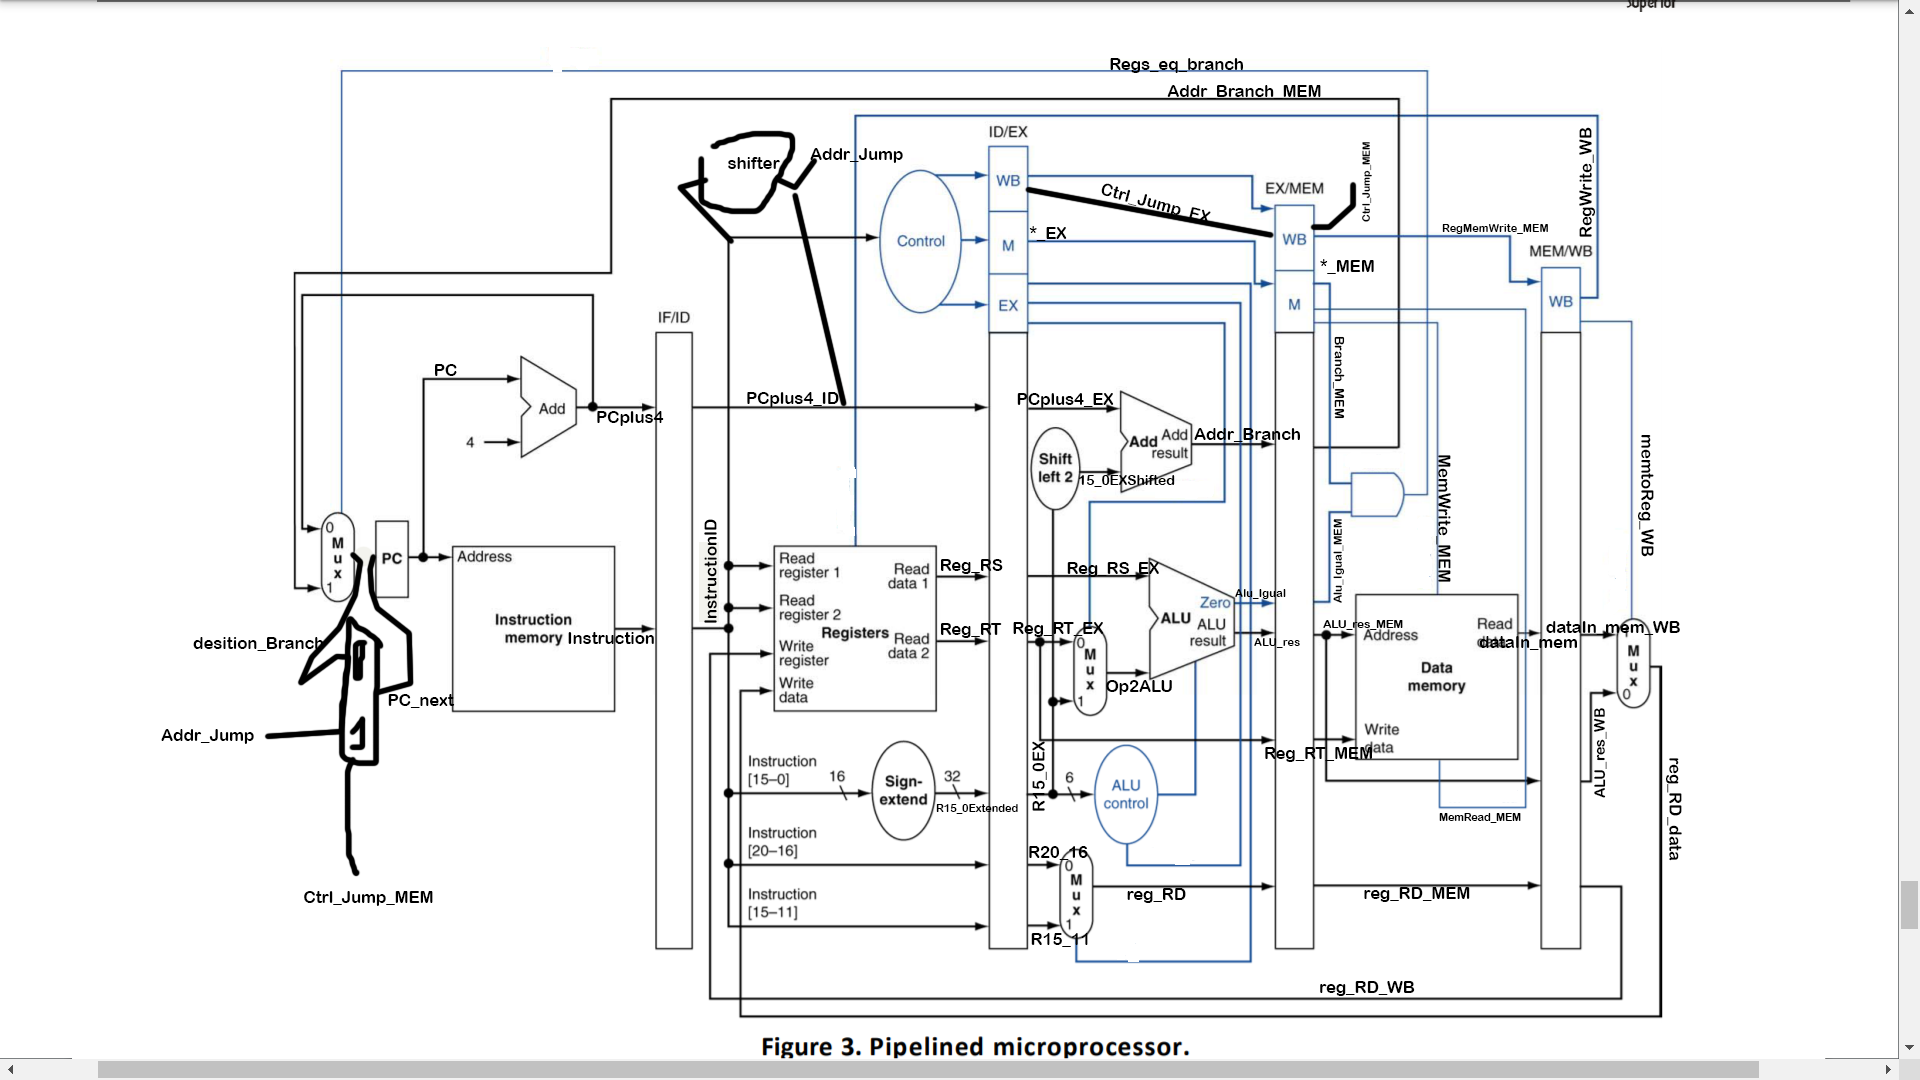 Superior
Regs_eq_branch
Addr_Branch_MEM
ID/EX
shifter
Addr_Jump
WB
Ctrl_Jump_EX
EX/MEM
Ctrl_Jump_MEM
RegWrite_WB
Control
M
*_EX
WB
*_MEM
RegMemWrite_MEM
MEM/WB
EX
M
WB
IF/ID
PC
Add
PCplus4
4
PCplus4_ID
PCplus4_EX
Add
Add
result
Addr_Branch
Branch_MEM
Shift
left 2
15_0EXShifted
MemWrite_MEM
memtoReg_WB
0
M
u
x
1
PC
Address
Instruction
memory
Instruction
InstructionID
Read
register 1
Read
register 2
Write
register
Write
data
Registers
Read
data 1
Read
data 2
Reg_RS
Reg_RT
Reg_RS_EX
Reg_RT_EX
0
M
u
x
1
Op2ALU
ALU
Zero
ALU
result
Alu_Igual
ALU_res
Alu_Igual_MEM
ALU_res_MEM
Address
Read
data
Data
memory
Write
data
dataIn_mem
dataIn_mem_WB
M
u
x
0
desition_Branch
0
1
PC_next
Addr_Jump
Ctrl_Jump_MEM
Instruction
[15–0]
16
Sign-
extend
32
R15_0Extended
R15_0EX
6
ALU
control
Reg_RT_MEM
MemRead_MEM
ALU_res_WB
reg_RD_data
Instruction
[20–16]
R20_16
0
M
u
x
1
Instruction
[15–11]
R15_11
reg_RD
reg_RD_MEM
reg_RD_WB
Figure 3. Pipelined microprocessor.